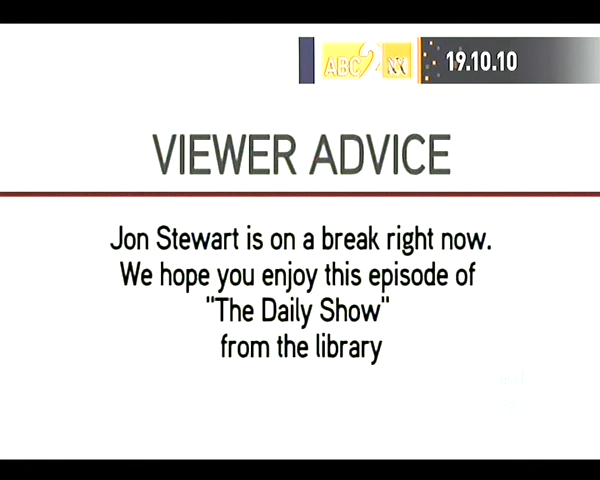 ABC2
19.10.10
VIEWER ADVICE
Jon Stewart is on a break right now.
We hope you enjoy this episode of
"The Daily Show"
from the library